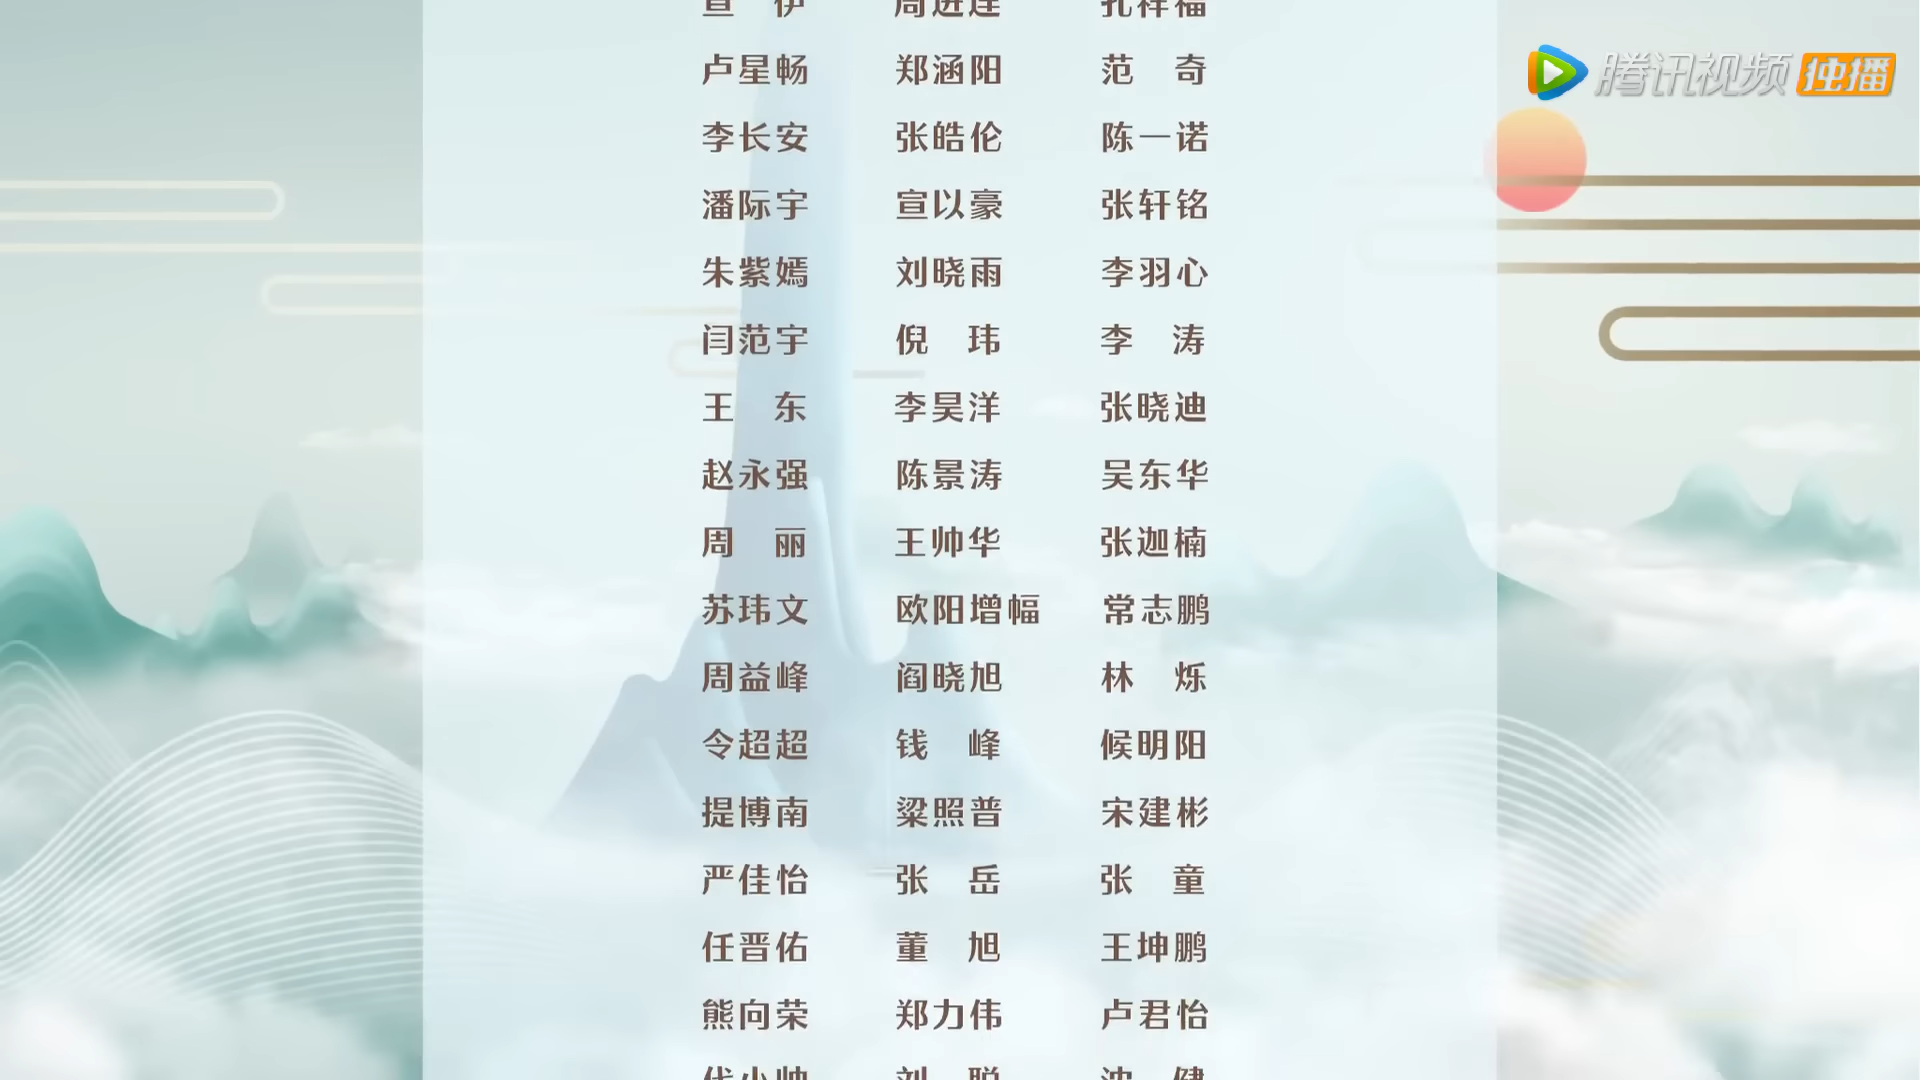 腾讯视频 独播
卢星畅 郑涵阳 范 奇
李长安 张皓伦 陈一诺
潘际宇 宣以豪 张轩铭
朱紫嫣 刘晓雨 李羽心
闫范宇 倪 玮 李 涛
王 东 李昊洋 张晓迪
赵永强 陈景涛 吴东华
周 丽 王帅华 张迦楠
苏玮文 欧阳增幅 常志鹏
周益峰 阎晓旭 林 烁
令超超 钱 峰 候明阳
提博南 梁照普 宋建彬
严佳怡 张 岳 张 童
任晋佑 董 旭 王坤鹏
熊向荣 郑力伟 卢君怡